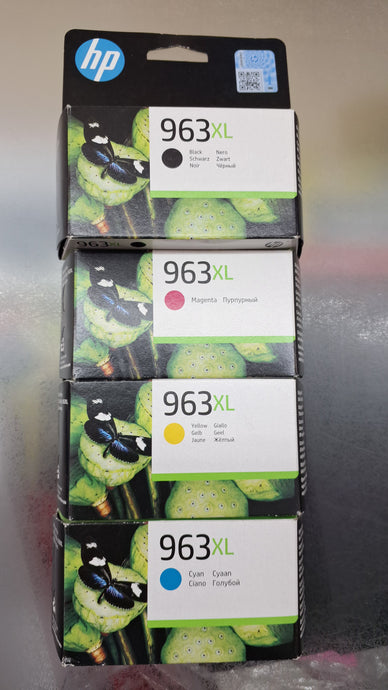 hp
963XL
Black Nero
Schwarz Zwart
Noir Чёрный
963XL
963XL
Magenta Пурпурный
963XL
Yellow Giallo
Gelb Geel
Jaune Жёлтый
963XL
Cyan Cyaan
Ciano Голубой